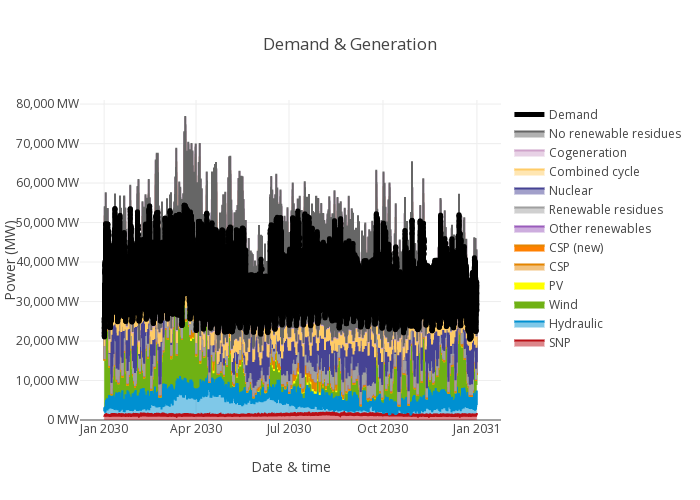 Demand & Generation
80,000 MW
70,000 MW
60,000 MW
50,000 MW
40,000 MW
30,000 MW
20,000 MW
10,000 MW
0 MW
Power (MW)
Jan 2030
Apr 2030
Jul 2030
Oct 2030
Jan 2031
Date & time
Demand
No renewable residues
Cogeneration
Combined cycle
Nuclear
Renewable residues
Other renewables
CSP (new)
CSP
PV
Wind
Hydraulic
SNP